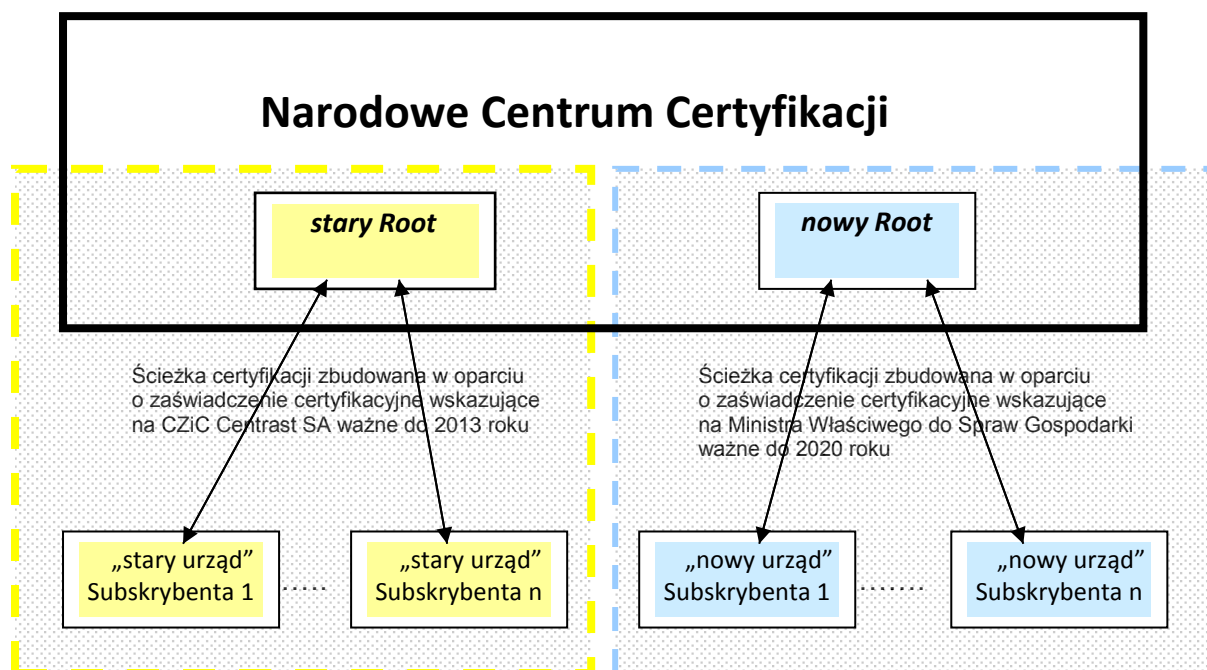 Narodowe Centrum Certyfikacji
stary Root
nowy Root
Ścieżka certyfikacji zbudowana w oparciu
o zaświadczenie certyfikacyjne wskazujące
na CZiC Centrast SA ważne do 2013 roku
Ścieżka certyfikacji zbudowana w oparciu
o zaświadczenie certyfikacyjne wskazujące
na Ministra Właściwego do Spraw Gospodarki
ważne do 2020 roku
„stary urząd”
Subskrybenta 1
.....
„stary urząd”
Subskrybenta n
„nowy urząd”
Subskrybenta 1
.......
„nowy urząd”
Subskrybenta n